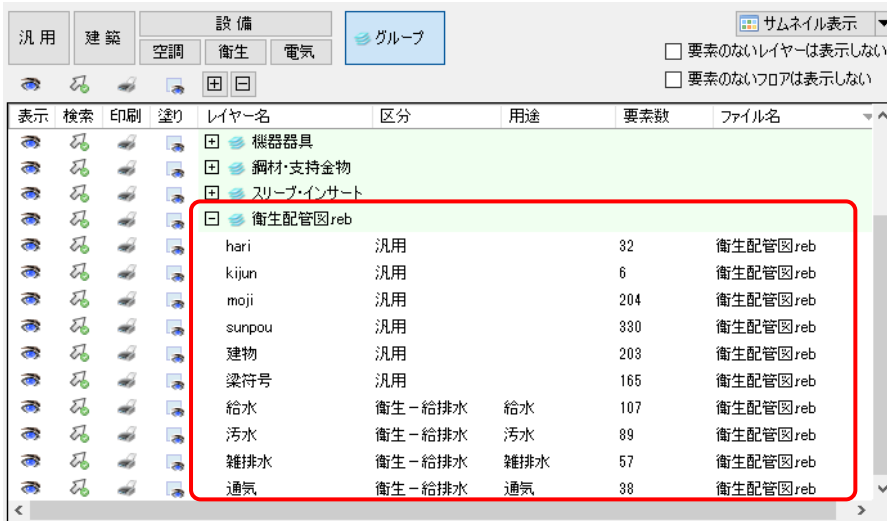 汎用 建築 設備 グループ サムネイル表示
空調 衛生 電気
要素のないレイヤーは表示しない
要素のないフロアは表示しない
表示 検索 印刷 塗り レイヤー名 区分 用途 要素数 ファイル名
機器器具
鋼材・支持金物
スリーブ・インサート
衛生配管図.reb
hari 汎用 32 衛生配管図.reb
kijun 汎用 6 衛生配管図.reb
moji 汎用 204 衛生配管図.reb
sunpou 汎用 330 衛生配管図.reb
建物 汎用 203 衛生配管図.reb
梁符号 汎用 165 衛生配管図.reb
給水 衛生-給排水 給水 107 衛生配管図.reb
汚水 衛生-給排水 汚水 89 衛生配管図.reb
雑排水 衛生-給排水 雑排水 57 衛生配管図.reb
通気 衛生-給排水 通気 38 衛生配管図.reb